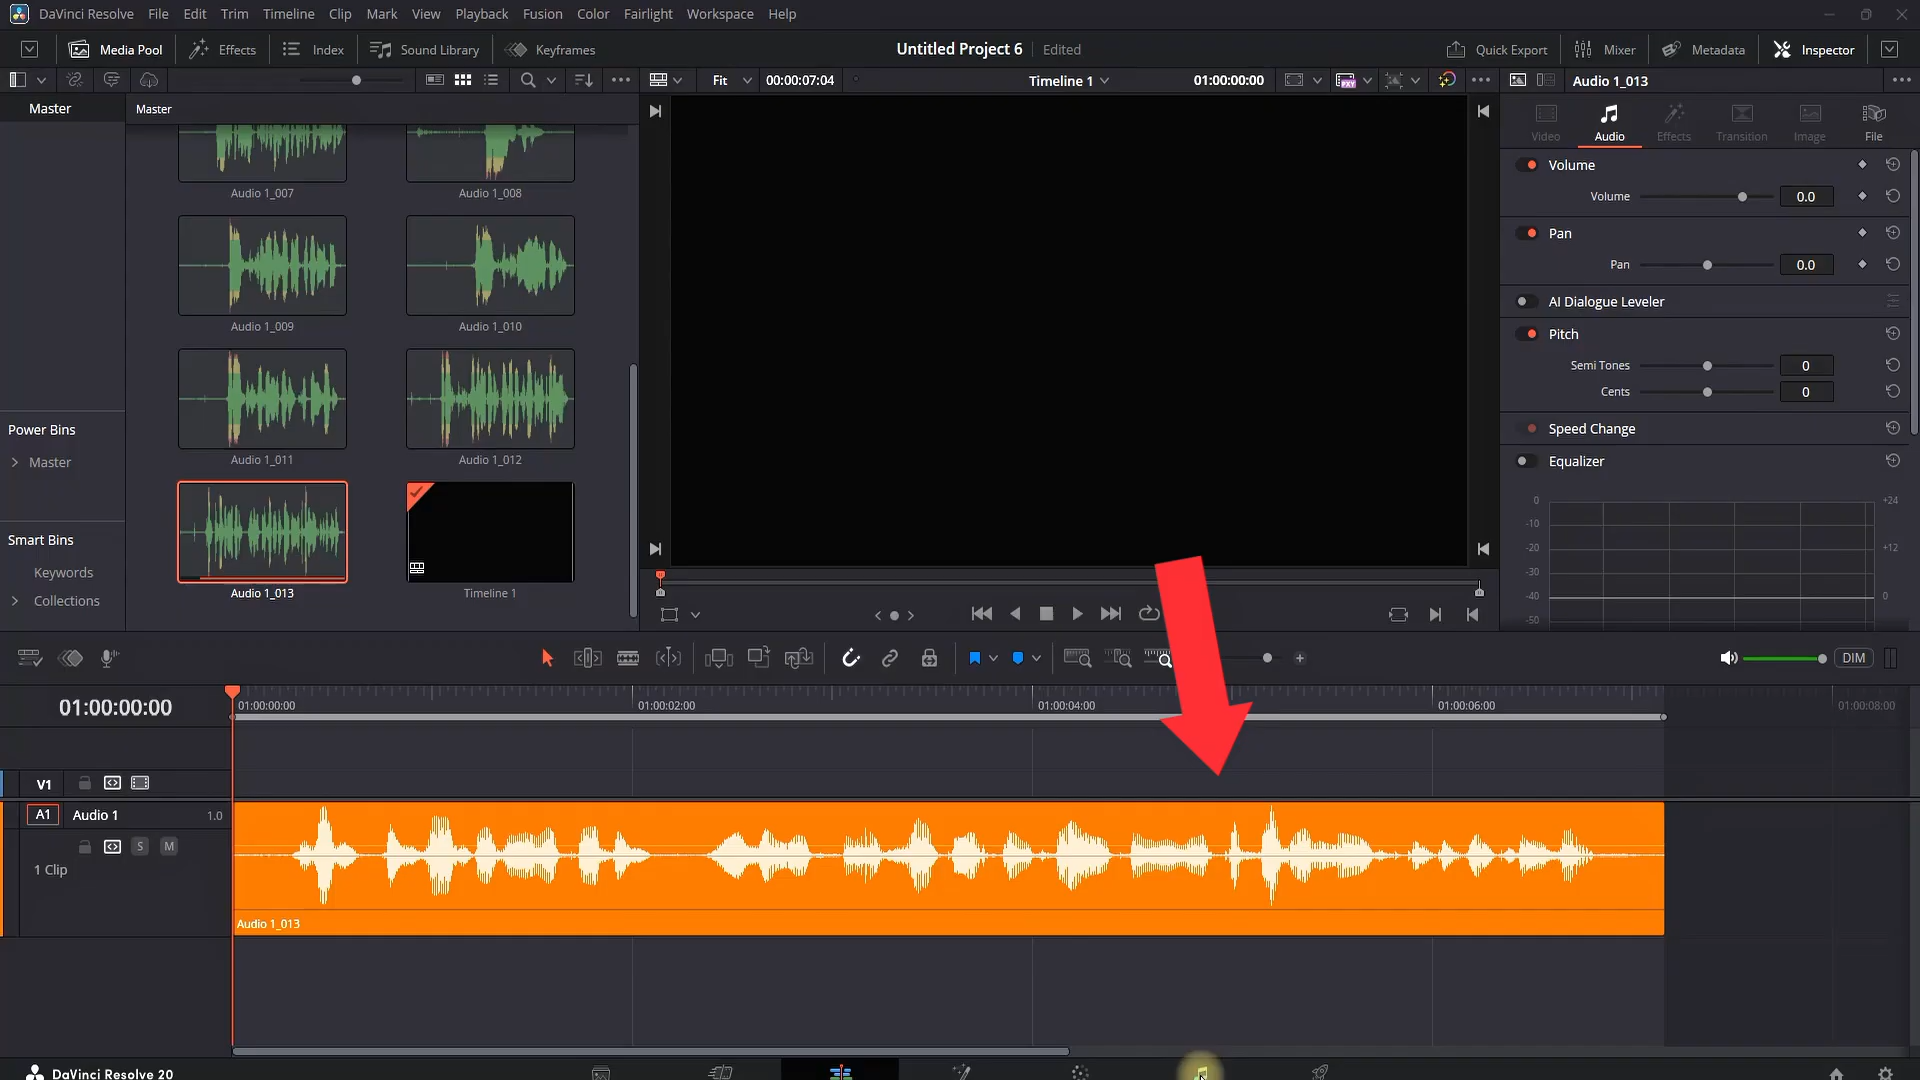 DaVinci Resolve File Edit Trim Timeline Clip Mark View Playback Fusion Color Fairlight Workspace Help
Media Pool Effects Index Sound Library Keyframes Untitled Project 6 Edited Quick Export Mixer Metadata Inspector
Fit 00:00:07:04 Timeline 1 01:00:00:00 Audio 1_013
Master Master
Video Audio Effects Transition Image File
Volume
Volume 0.0
Pan
Pan 0.0
AI Dialogue Leveler
Pitch
Semi Tones 0
Cents 0
Speed Change
Equalizer
0 +24
-10
-20 +12
-30
-40 0
-50
Audio 1_007 Audio 1_008
Audio 1_009 Audio 1_010
Audio 1_011 Audio 1_012
Audio 1_013 Timeline 1
Power Bins
Master
Smart Bins
Keywords
Collections
DIM
01:00:00:00 01:00:00:00 01:00:02:00 01:00:04:00 01:00:06:00 01:00:08:00
V1
A1 Audio 1 1.0
S M
1 Clip
Audio 1_013
DaVinci Resolve 20